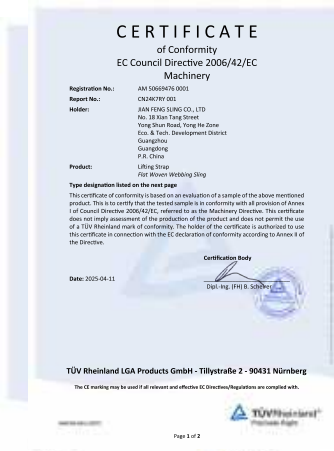 CERTIFICATE
of Conformity
EC Council Directive 2006/42/EC
Machinery
Registration No.: AM 50669476 0001
Report No.: CN24K7RY 001
Holder: JIAN FENG SLING CO., LTD
No. 18 Xian Tang Street
Yong Shun Road, Yong He Zone
Eco. & Tech. Development District
Guangzhou
Guangdong
P.R. China
Product: Lifting Strap
Flat Woven Webbing Sling
Type designation listed on the next page
This certificate of conformity is based on an evaluation of a sample of the above mentioned
product. This is to certify that the tested sample is in conformity with all provision of Annex
I of Council Directive 2006/42/EC, referred to as the Machinery Directive. This certificate
does not imply assessment of the production of the product and does not permit the use
of a TÜV Rheinland mark of conformity. The holder of the certificate is authorized to use
this certificate in connection with the EC declaration of conformity according to Annex II of
the Directive.
Certification Body
Date: 2025-04-11
Dipl.-Ing. (FH) B. Scherer
TÜV Rheinland LGA Products GmbH - Tillystraße 2 - 90431 Nürnberg
The CE marking may be used if all relevant and effective EC Directives/Regulations are complied with.
TÜVRheinland®
Precisely Right.
Page 1 of 2